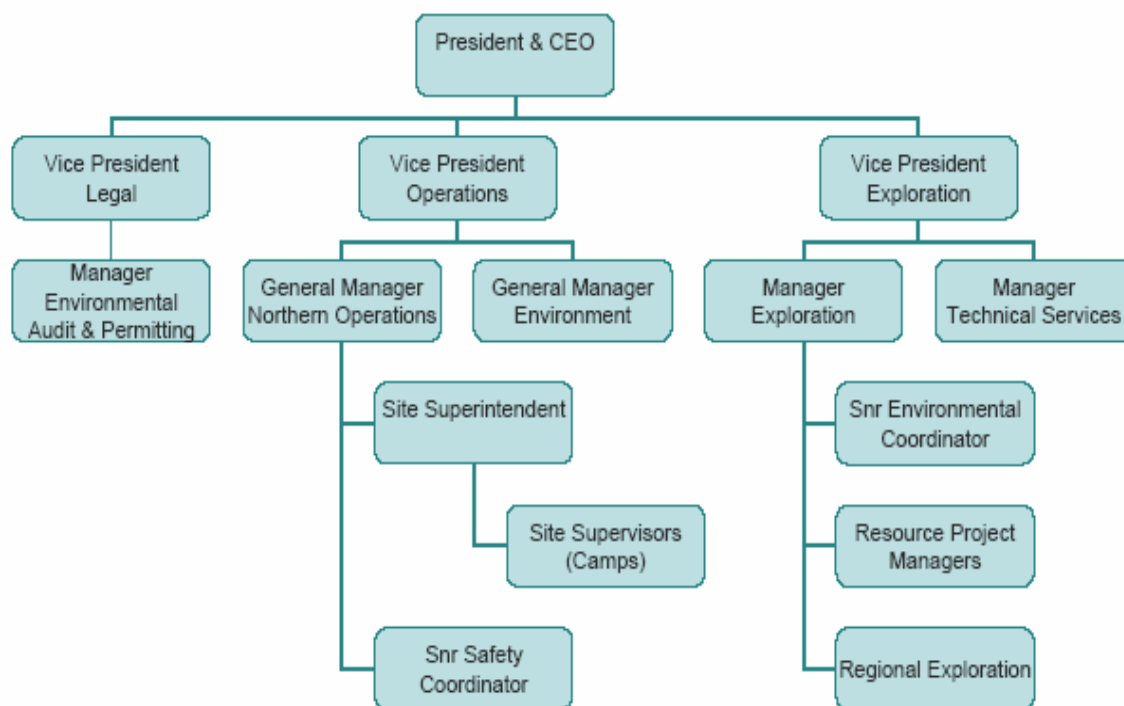 President & CEO
Vice President
Legal
Vice President
Operations
Vice President
Exploration
Manager
Environmental
Audit & Permitting
General Manager
Northern Operations
General Manager
Environment
Manager
Exploration
Manager
Technical Services
Site Superintendent
Snr Environmental
Coordinator
Site Supervisors
(Camps)
Resource Project
Managers
Snr Safety
Coordinator
Regional Exploration